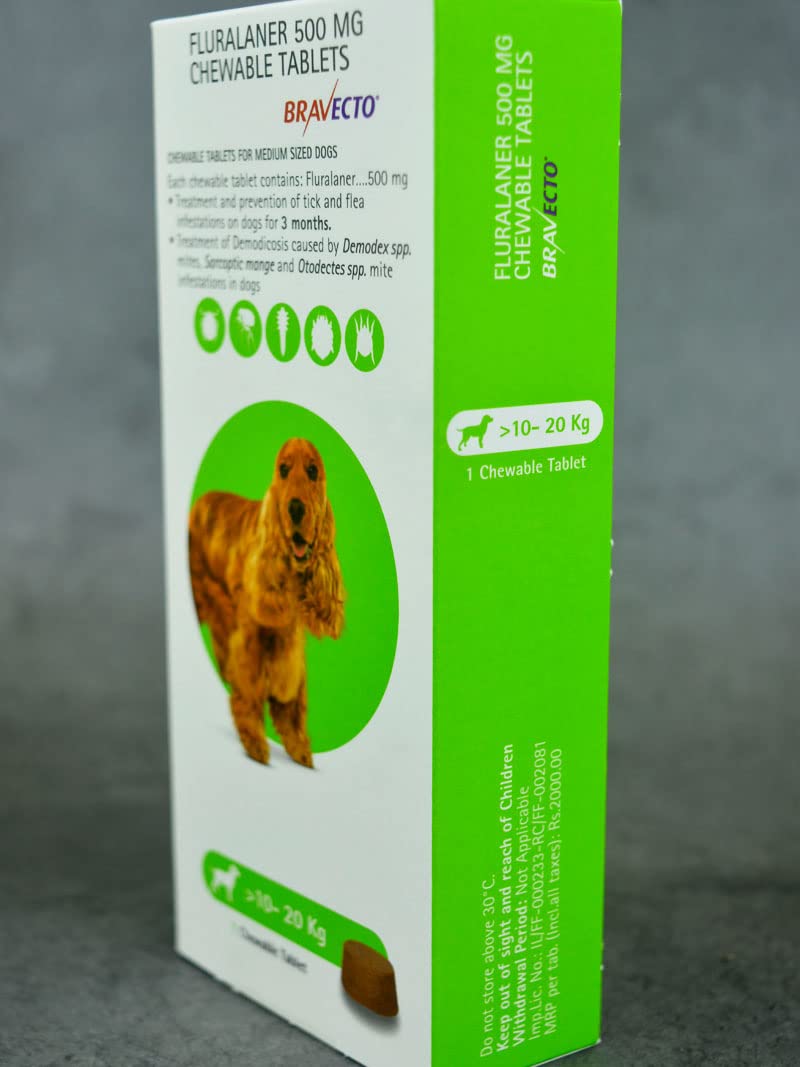 FLURALANER 500 MG
CHEWABLE TABLETS
BRAVECTO®
CHEWABLE TABLETS FOR MEDIUM SIZED DOGS
Each chewable tablet contains: Fluralaner....500 mg
* Treatment and prevention of tick and flea
infestations on dogs for 3 months.
* Treatment of Demodicosis caused by Demodex spp.
mites, Sarcoptic mange and Otodectes spp. mite
infestations in dogs
>10- 20 Kg
1 Chewable Tablet
FLURALANER 500 MG
CHEWABLE TABLETS
BRAVECTO®
>10- 20 Kg
1 Chewable Tablet
Do not store above 30°C.
Keep out of sight and reach of Children
Withdrawal Period: Not Applicable
Imp.Lic. No.: IL/FF-000233-RC/FF-002081
MRP per tab. (Incl.all taxes): Rs.2000.00